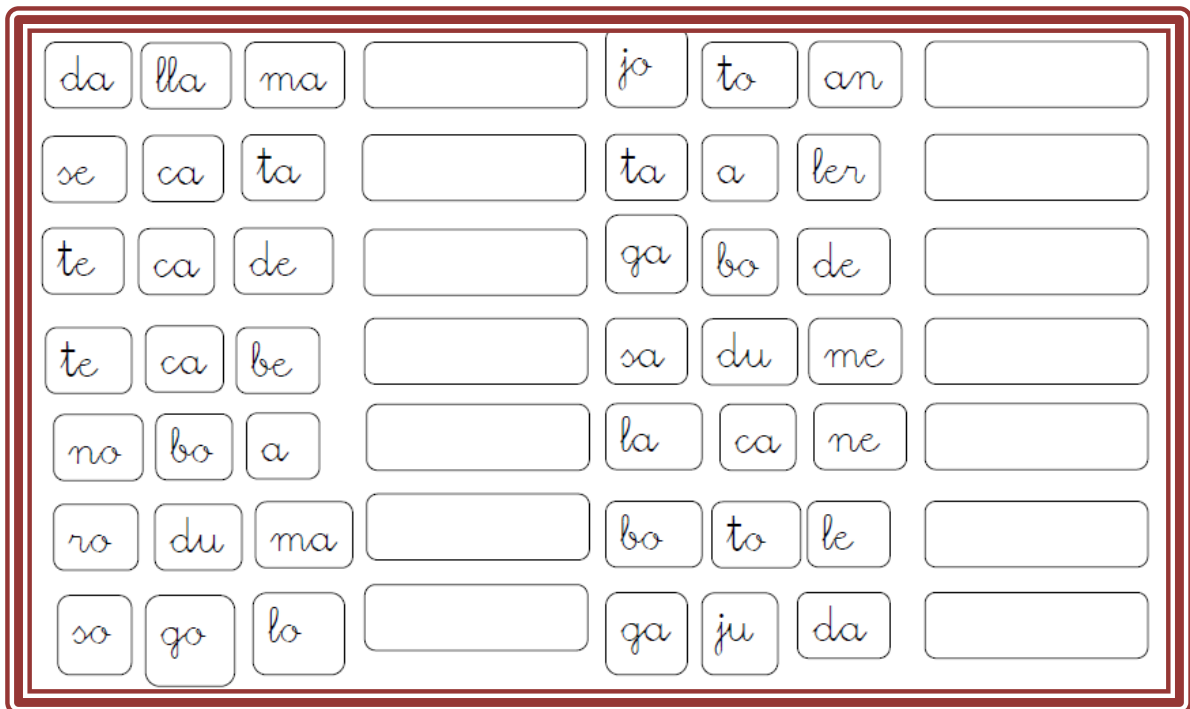 da lla ma jo to an
se ca ta ta a ler
te ca de ga bo de
te ca be sa du me
no bo a la ca ne
ro du ma bo to le
so go lo ga ju da